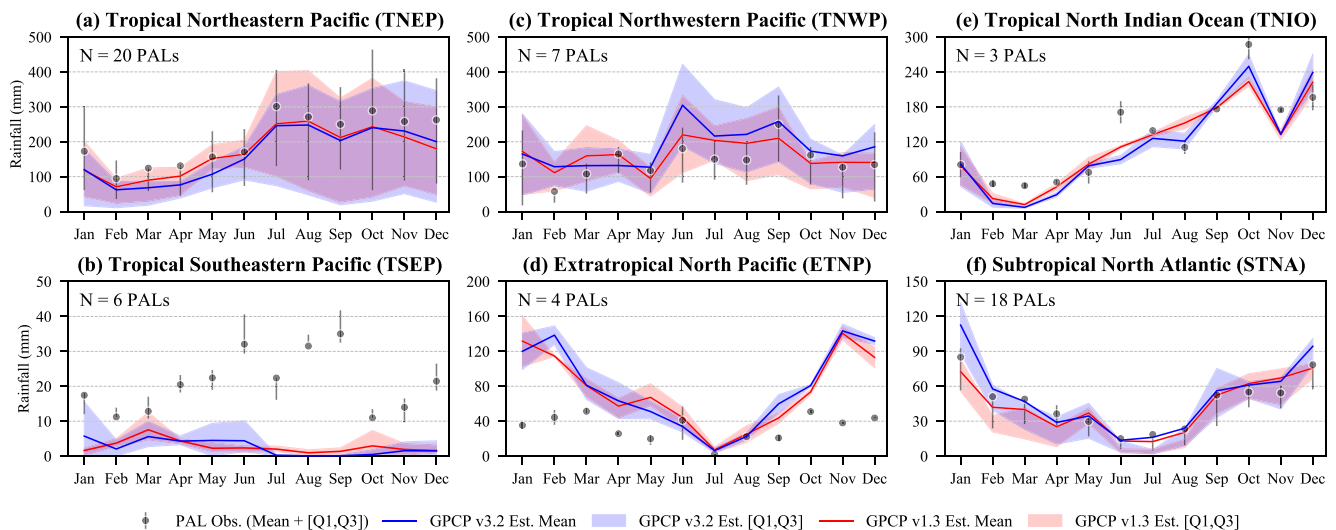 (a) Tropical Northeastern Pacific (TNEP)
Rainfall (mm)
500
400
300
200
100
0
N = 20 PALs
Jan Feb Mar Apr May Jun Jul Aug Sep Oct Nov Dec
(c) Tropical Northwestern Pacific (TNWP)
500
400
300
200
100
0
N = 7 PALs
Jan Feb Mar Apr May Jun Jul Aug Sep Oct Nov Dec
(e) Tropical North Indian Ocean (TNIO)
300
240
180
120
60
0
N = 3 PALs
Jan Feb Mar Apr May Jun Jul Aug Sep Oct Nov Dec
(b) Tropical Southeastern Pacific (TSEP)
Rainfall (mm)
50
40
30
20
10
0
N = 6 PALs
Jan Feb Mar Apr May Jun Jul Aug Sep Oct Nov Dec
(d) Extratropical North Pacific (ETNP)
200
160
120
80
40
0
N = 4 PALs
Jan Feb Mar Apr May Jun Jul Aug Sep Oct Nov Dec
(f) Subtropical North Atlantic (STNA)
150
120
90
60
30
0
N = 18 PALs
Jan Feb Mar Apr May Jun Jul Aug Sep Oct Nov Dec
PAL Obs. (Mean + [Q1,Q3]) GPCP v3.2 Est. Mean GPCP v3.2 Est. [Q1,Q3] GPCP v1.3 Est. Mean GPCP v1.3 Est. [Q1,Q3]